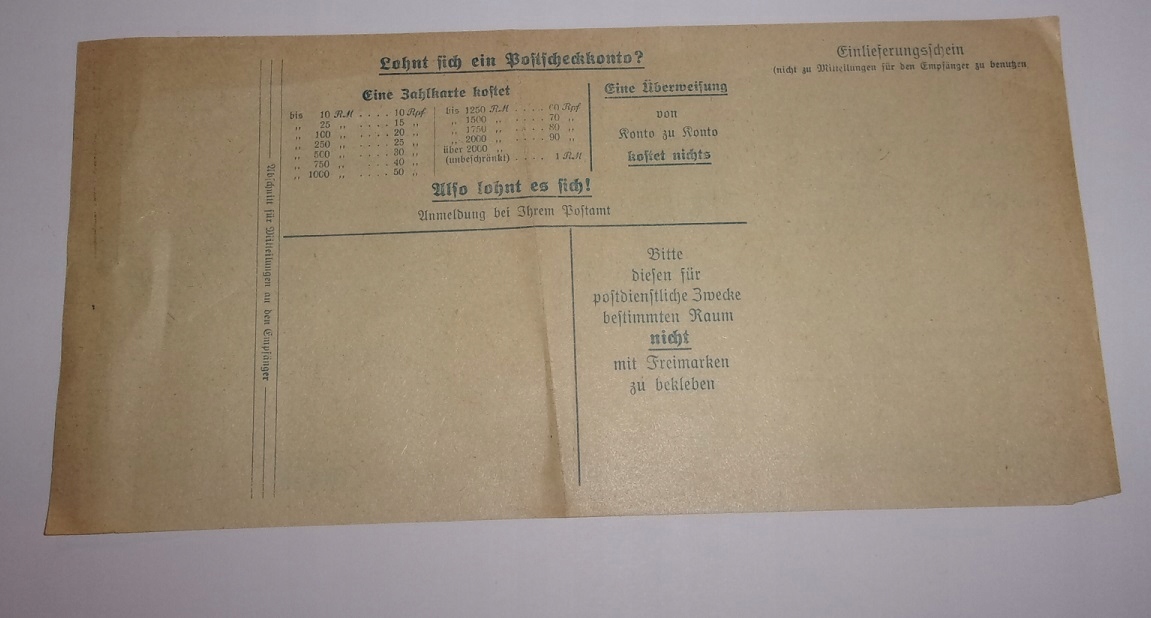 Lohnt sich ein Postscheckkonto?
Eine Zahlkarte kostet
bis 10 RM . . . . 10 Rpf
„ 25 „ . . . . 15 „
„ 100 „ . . . . 20 „
„ 250 „ . . . . 25 „
„ 500 „ . . . . 30 „
„ 750 „ . . . . 40 „
„ 1000 „ . . . . 50 „
bis 1250 RM . . . . 60 Rpf
„ 1500 „ . . . . 70 „
„ 1750 „ . . . . 80 „
„ 2000 „ . . . . 90 „
über 2000 „
(unbeschränkt) . . . . 1 RM
Eine Überweisung
von
Konto zu Konto
kostet nichts
Also lohnt es sich!
Anmeldung bei Ihrem Postamt
Bitte
diesen für
postdienstliche Zwecke
bestimmten Raum
nicht
mit Freimarken
zu bekleben
Einlieferungsschein
(nicht zu Mitteilungen für den Empfänger zu benutzen
Abschnitt für Mitteilungen an den Empfänger